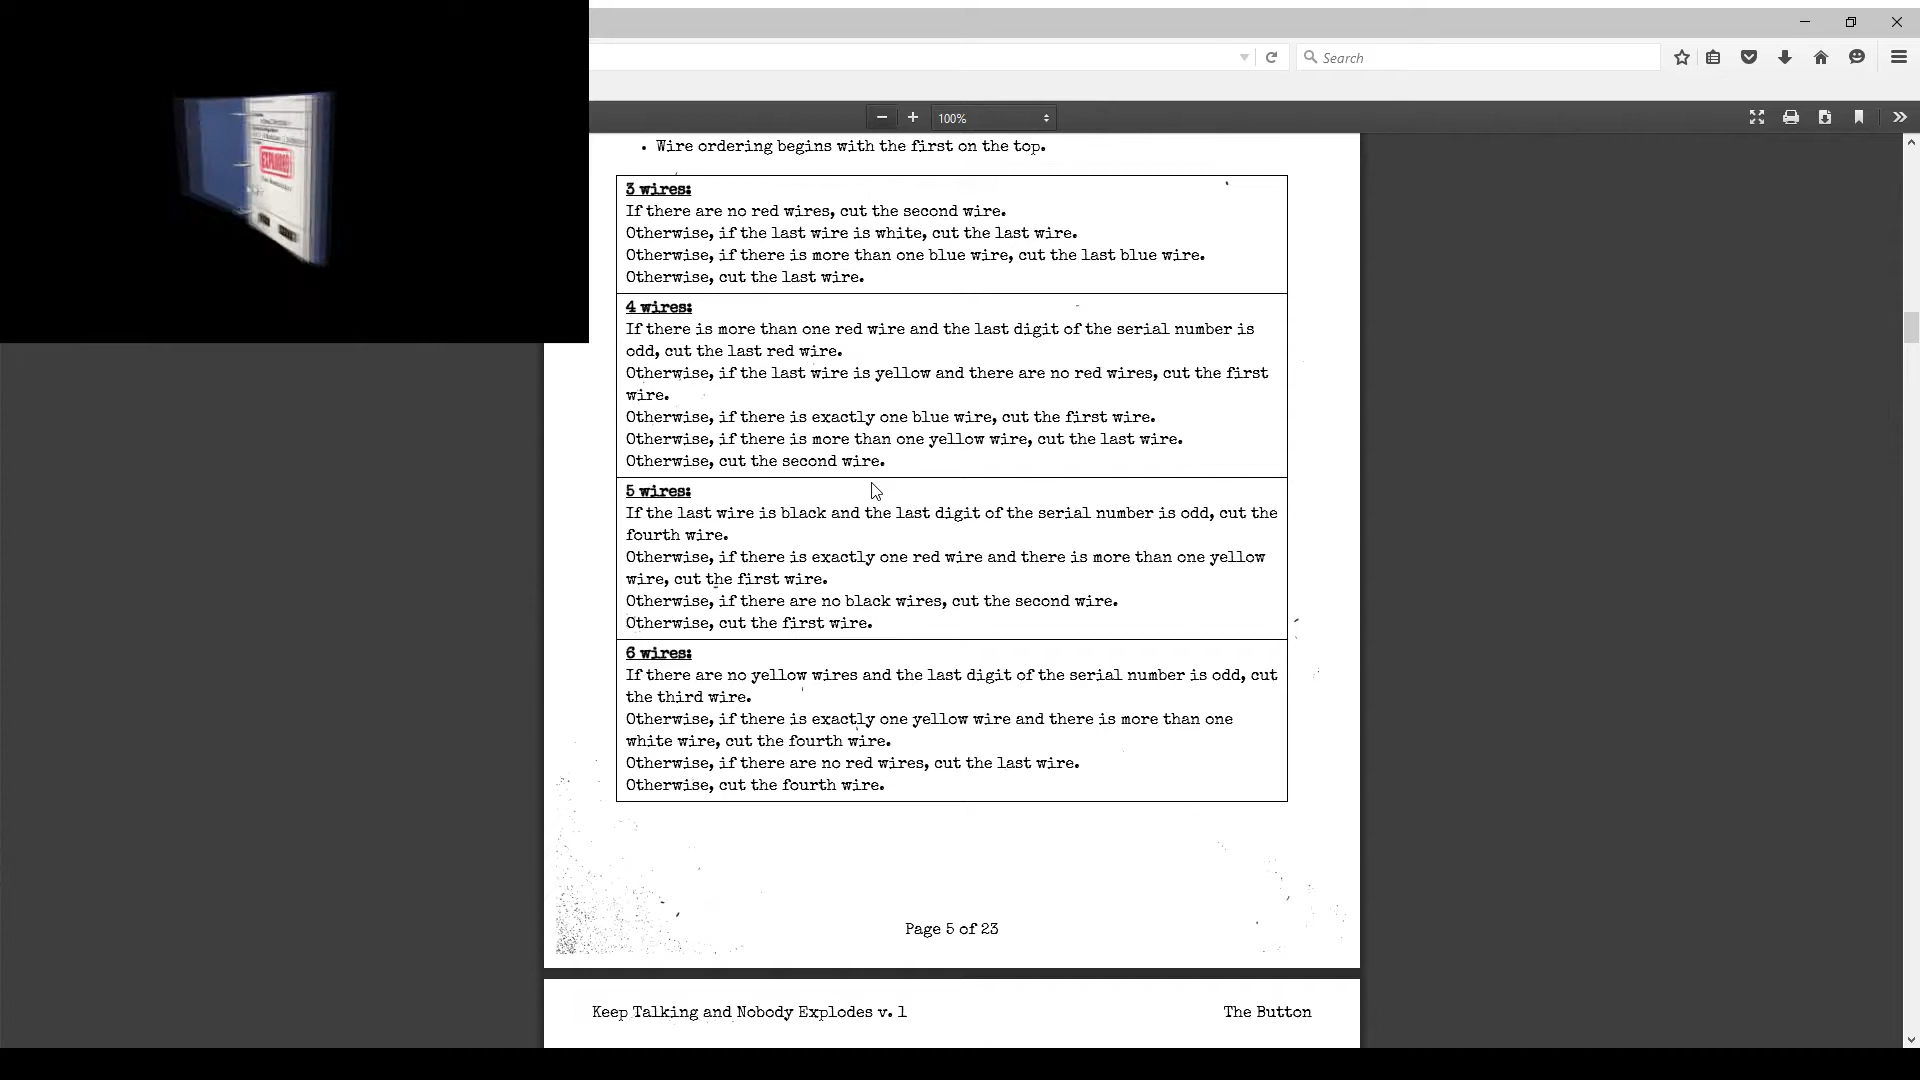 Search
100%
EXPLODED
• Wire ordering begins with the first on the top.
3 wires:
If there are no red wires, cut the second wire.
Otherwise, if the last wire is white, cut the last wire.
Otherwise, if there is more than one blue wire, cut the last blue wire.
Otherwise, cut the last wire.
4 wires:
If there is more than one red wire and the last digit of the serial number is
odd, cut the last red wire.
Otherwise, if the last wire is yellow and there are no red wires, cut the first
wire.
Otherwise, if there is exactly one blue wire, cut the first wire.
Otherwise, if there is more than one yellow wire, cut the last wire.
Otherwise, cut the second wire.
5 wires:
If the last wire is black and the last digit of the serial number is odd, cut the
fourth wire.
Otherwise, if there is exactly one red wire and there is more than one yellow
wire, cut the first wire.
Otherwise, if there are no black wires, cut the second wire.
Otherwise, cut the first wire.
6 wires:
If there are no yellow wires and the last digit of the serial number is odd, cut
the third wire.
Otherwise, if there is exactly one yellow wire and there is more than one
white wire, cut the fourth wire.
Otherwise, if there are no red wires, cut the last wire.
Otherwise, cut the fourth wire.
Page 5 of 23
Keep Talking and Nobody Explodes v. 1
The Button